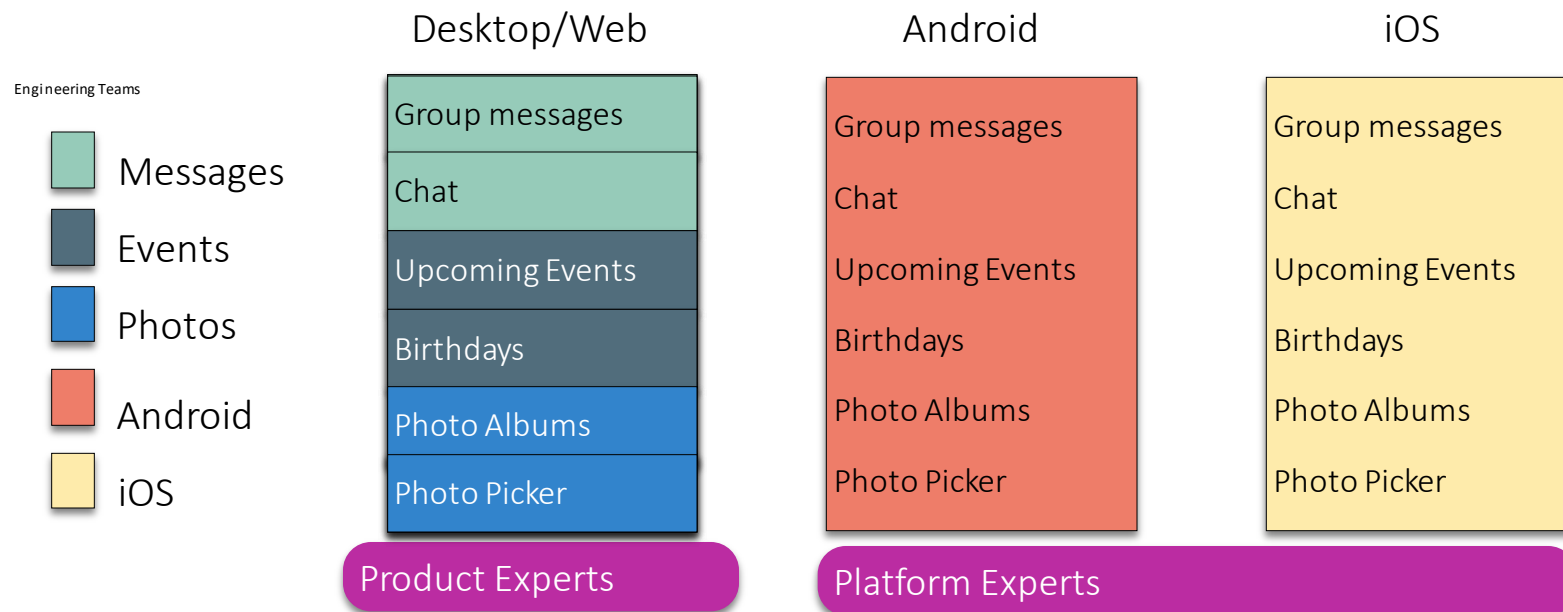 Desktop/Web
Android
iOS
Engineering Teams
Messages
Events
Photos
Android
iOS
Group messages
Chat
Upcoming Events
Birthdays
Photo Albums
Photo Picker
Group messages
Chat
Upcoming Events
Birthdays
Photo Albums
Photo Picker
Group messages
Chat
Upcoming Events
Birthdays
Photo Albums
Photo Picker
Product Experts
Platform Experts